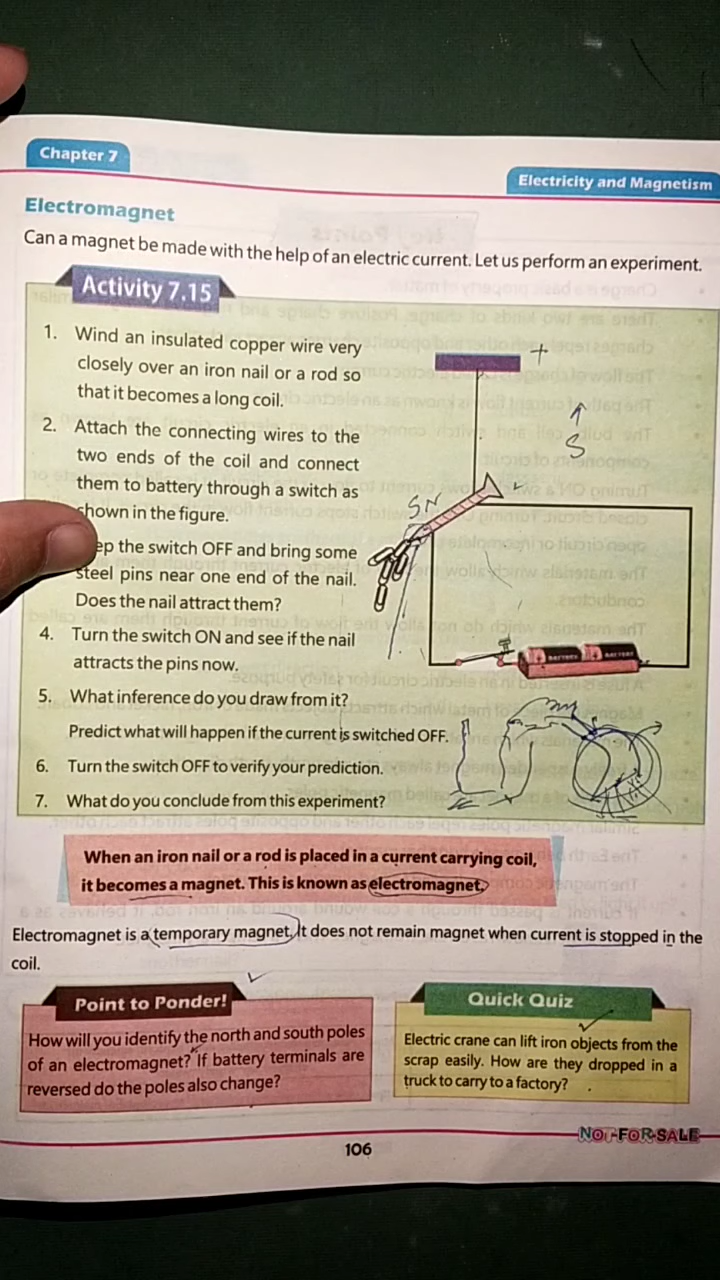 Chapter 7
Electricity and Magnetism
Electromagnet
Can a magnet be made with the help of an electric current. Let us perform an experiment.
Activity 7.15
1. Wind an insulated copper wire very
closely over an iron nail or a rod so
that it becomes a long coil.
2. Attach the connecting wires to the
two ends of the coil and connect
them to battery through a switch as
shown in the figure.
ep the switch OFF and bring some
steel pins near one end of the nail.
Does the nail attract them?
4. Turn the switch ON and see if the nail
attracts the pins now.
5. What inference do you draw from it?
Predict what will happen if the current is switched OFF.
6. Turn the switch OFF to verify your prediction.
7. What do you conclude from this experiment?
+
S
SN
BATTERY BATTERY
When an iron nail or a rod is placed in a current carrying coil,
it becomes a magnet. This is known as electromagnet.
Electromagnet is a temporary magnet. It does not remain magnet when current is stopped in the
coil.
Point to Ponder!
How will you identify the north and south poles
of an electromagnet? If battery terminals are
reversed do the poles also change?
Quick Quiz
Electric crane can lift iron objects from the
scrap easily. How are they dropped in a
truck to carry to a factory?
NOT FOR SALE
106